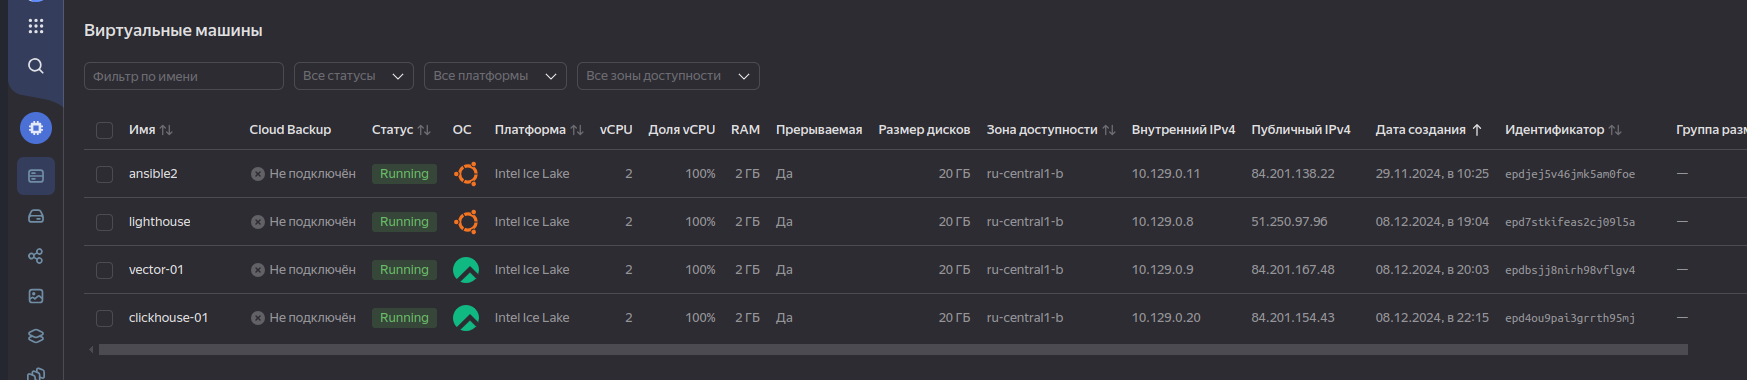 Виртуальные машины
Фильтр по имени Все статусы Все платформы Все зоны доступности
Имя Cloud Backup Статус ОС Платформа vCPU Доля vCPU RAM Прерываемая Размер дисков Зона доступности Внутренний IPv4 Публичный IPv4 Дата создания Идентификатор Группа раз
ansible2 Не подключён Running Intel Ice Lake 2 100% 2 ГБ Да 20 ГБ ru-central1-b 10.129.0.11 84.201.138.22 29.11.2024, в 10:25 epdjej5v46jmk5am0foe —
lighthouse Не подключён Running Intel Ice Lake 2 100% 2 ГБ Да 20 ГБ ru-central1-b 10.129.0.8 51.250.97.96 08.12.2024, в 19:04 epd7stkifeas2cj09l5a —
vector-01 Не подключён Running Intel Ice Lake 2 100% 2 ГБ Да 20 ГБ ru-central1-b 10.129.0.9 84.201.167.48 08.12.2024, в 20:03 epdbsjj8nirh98vflgv4 —
clickhouse-01 Не подключён Running Intel Ice Lake 2 100% 2 ГБ Да 20 ГБ ru-central1-b 10.129.0.20 84.201.154.43 08.12.2024, в 22:15 epd4ou9pai3grrth95mj —